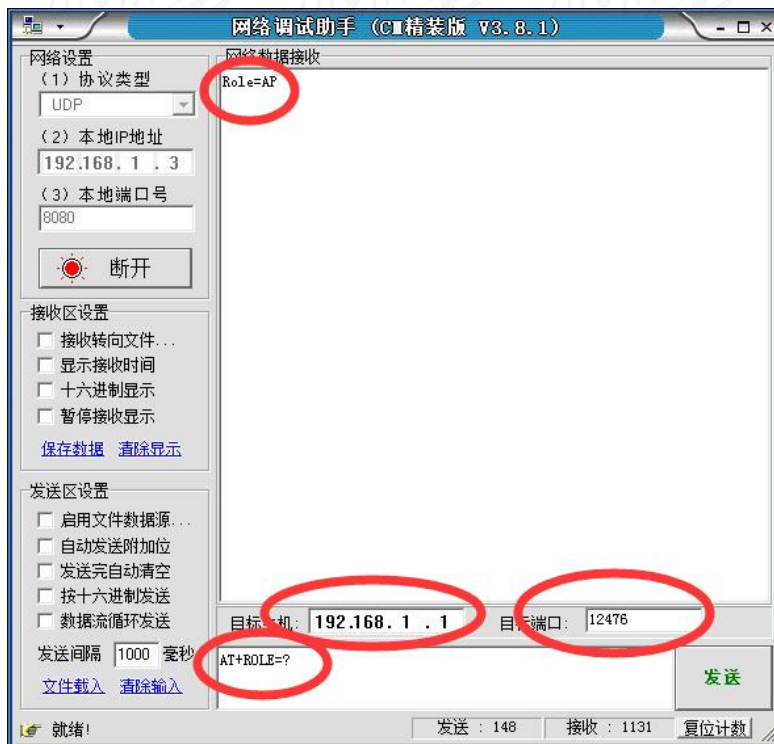 网络调试助手 (CⅢ精装版 V3.8.1)
网络设置
(1) 协议类型
UDP
(2) 本地IP地址
192.168. 1 . 3
(3) 本地端口号
8080
断开
接收区设置
接收转向文件...
显示接收时间
十六进制显示
暂停接收显示
保存数据 清除显示
发送区设置
启用文件数据源...
自动发送附加位
发送完自动清空
按十六进制发送
数据流循环发送
发送间隔 1000 毫秒
文件载入 清除输入
网络数据接收
Role=AP
目标主机: 192.168. 1 . 1 目标端口: 12476
AT+ROLE=?
发送
就绪! 发送 : 148 接收 : 1131 复位计数